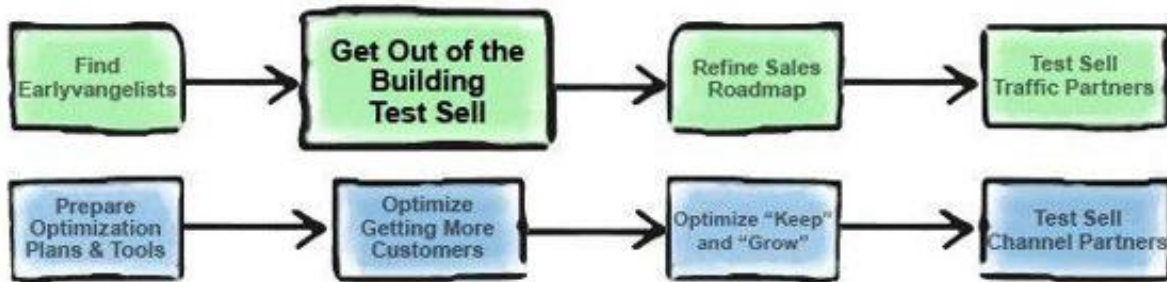 Find
Earlyvangelists
Get Out of the
Building
Test Sell
Refine Sales
Roadmap
Test Sell
Traffic Partners
Prepare
Optimization
Plans & Tools
Optimize
Getting More
Customers
Optimize “Keep”
and “Grow”
Test Sell
Channel Partners